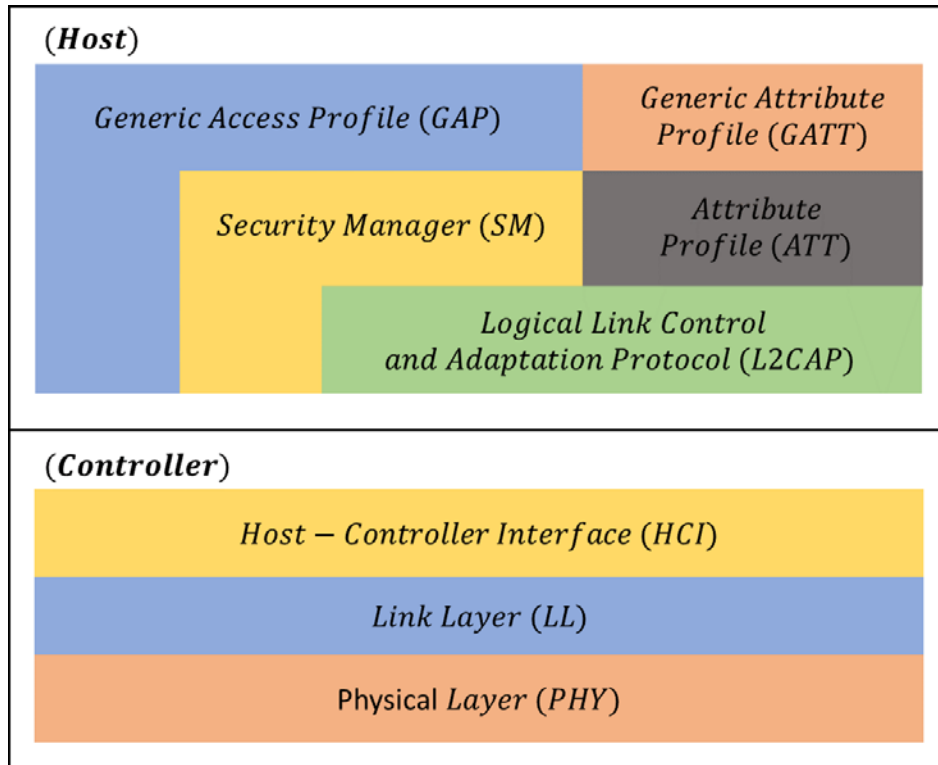 (Host)
Generic Access Profile (GAP)
Generic Attribute
Profile (GATT)
Security Manager (SM)
Attribute
Profile (ATT)
Logical Link Control
and Adaptation Protocol (L2CAP)
(Controller)
Host − Controller Interface (HCI)
Link Layer (LL)
Physical Layer (PHY)